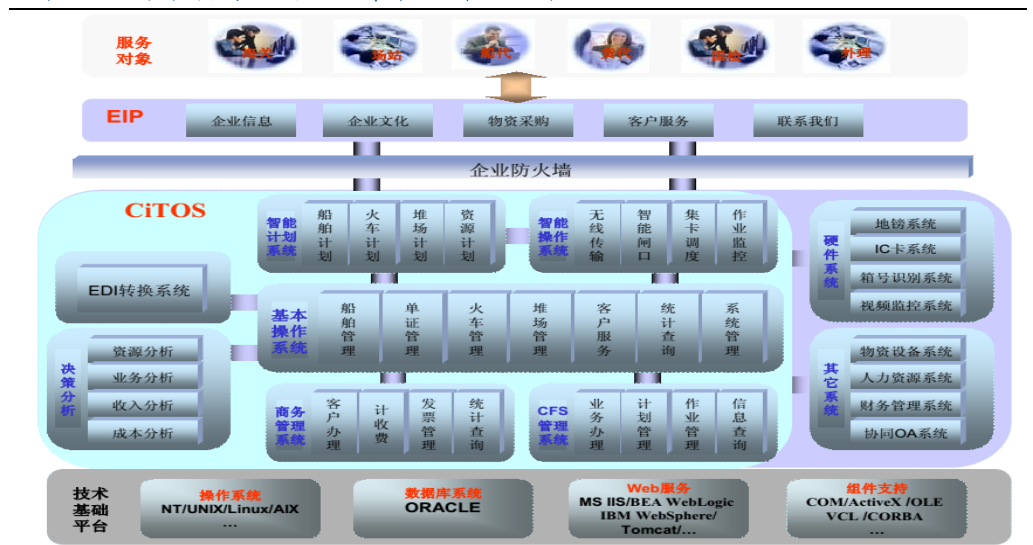 服务
对象
海关
场站
船代
货代
国检
外理
EIP
企业信息
企业文化
物资采购
客户服务
联系我们
企业防火墙
CiTOS
智能
计划
系统
船舶计划
火车计划
堆场计划
资源计划
智能
操作
系统
无线传输
智能闸口
集卡调度
作业监控
硬件系统
地镑系统
IC卡系统
箱号识别系统
视频监控系统
EDI转换系统
基本
操作
系统
船舶管理
单证管理
火车管理
堆场管理
客户服务
统计查询
系统管理
决策分析
资源分析
业务分析
收入分析
成本分析
商务
管理
系统
客户办理
计收费
发票管理
统计查询
CFS
管理
系统
业务办理
计划管理
作业管理
信息查询
其它系统
物资设备系统
人力资源系统
财务管理系统
协同OA系统
技术
基础
平台
操作系统
NT/UNIX/Linux/AIX
…
数据库系统
ORACLE
Web服务
MS IIS/BEA WebLogic
IBM WebSphere/
Tomcat/…
组件支持
COM/ActiveX /OLE
VCL /CORBA
…